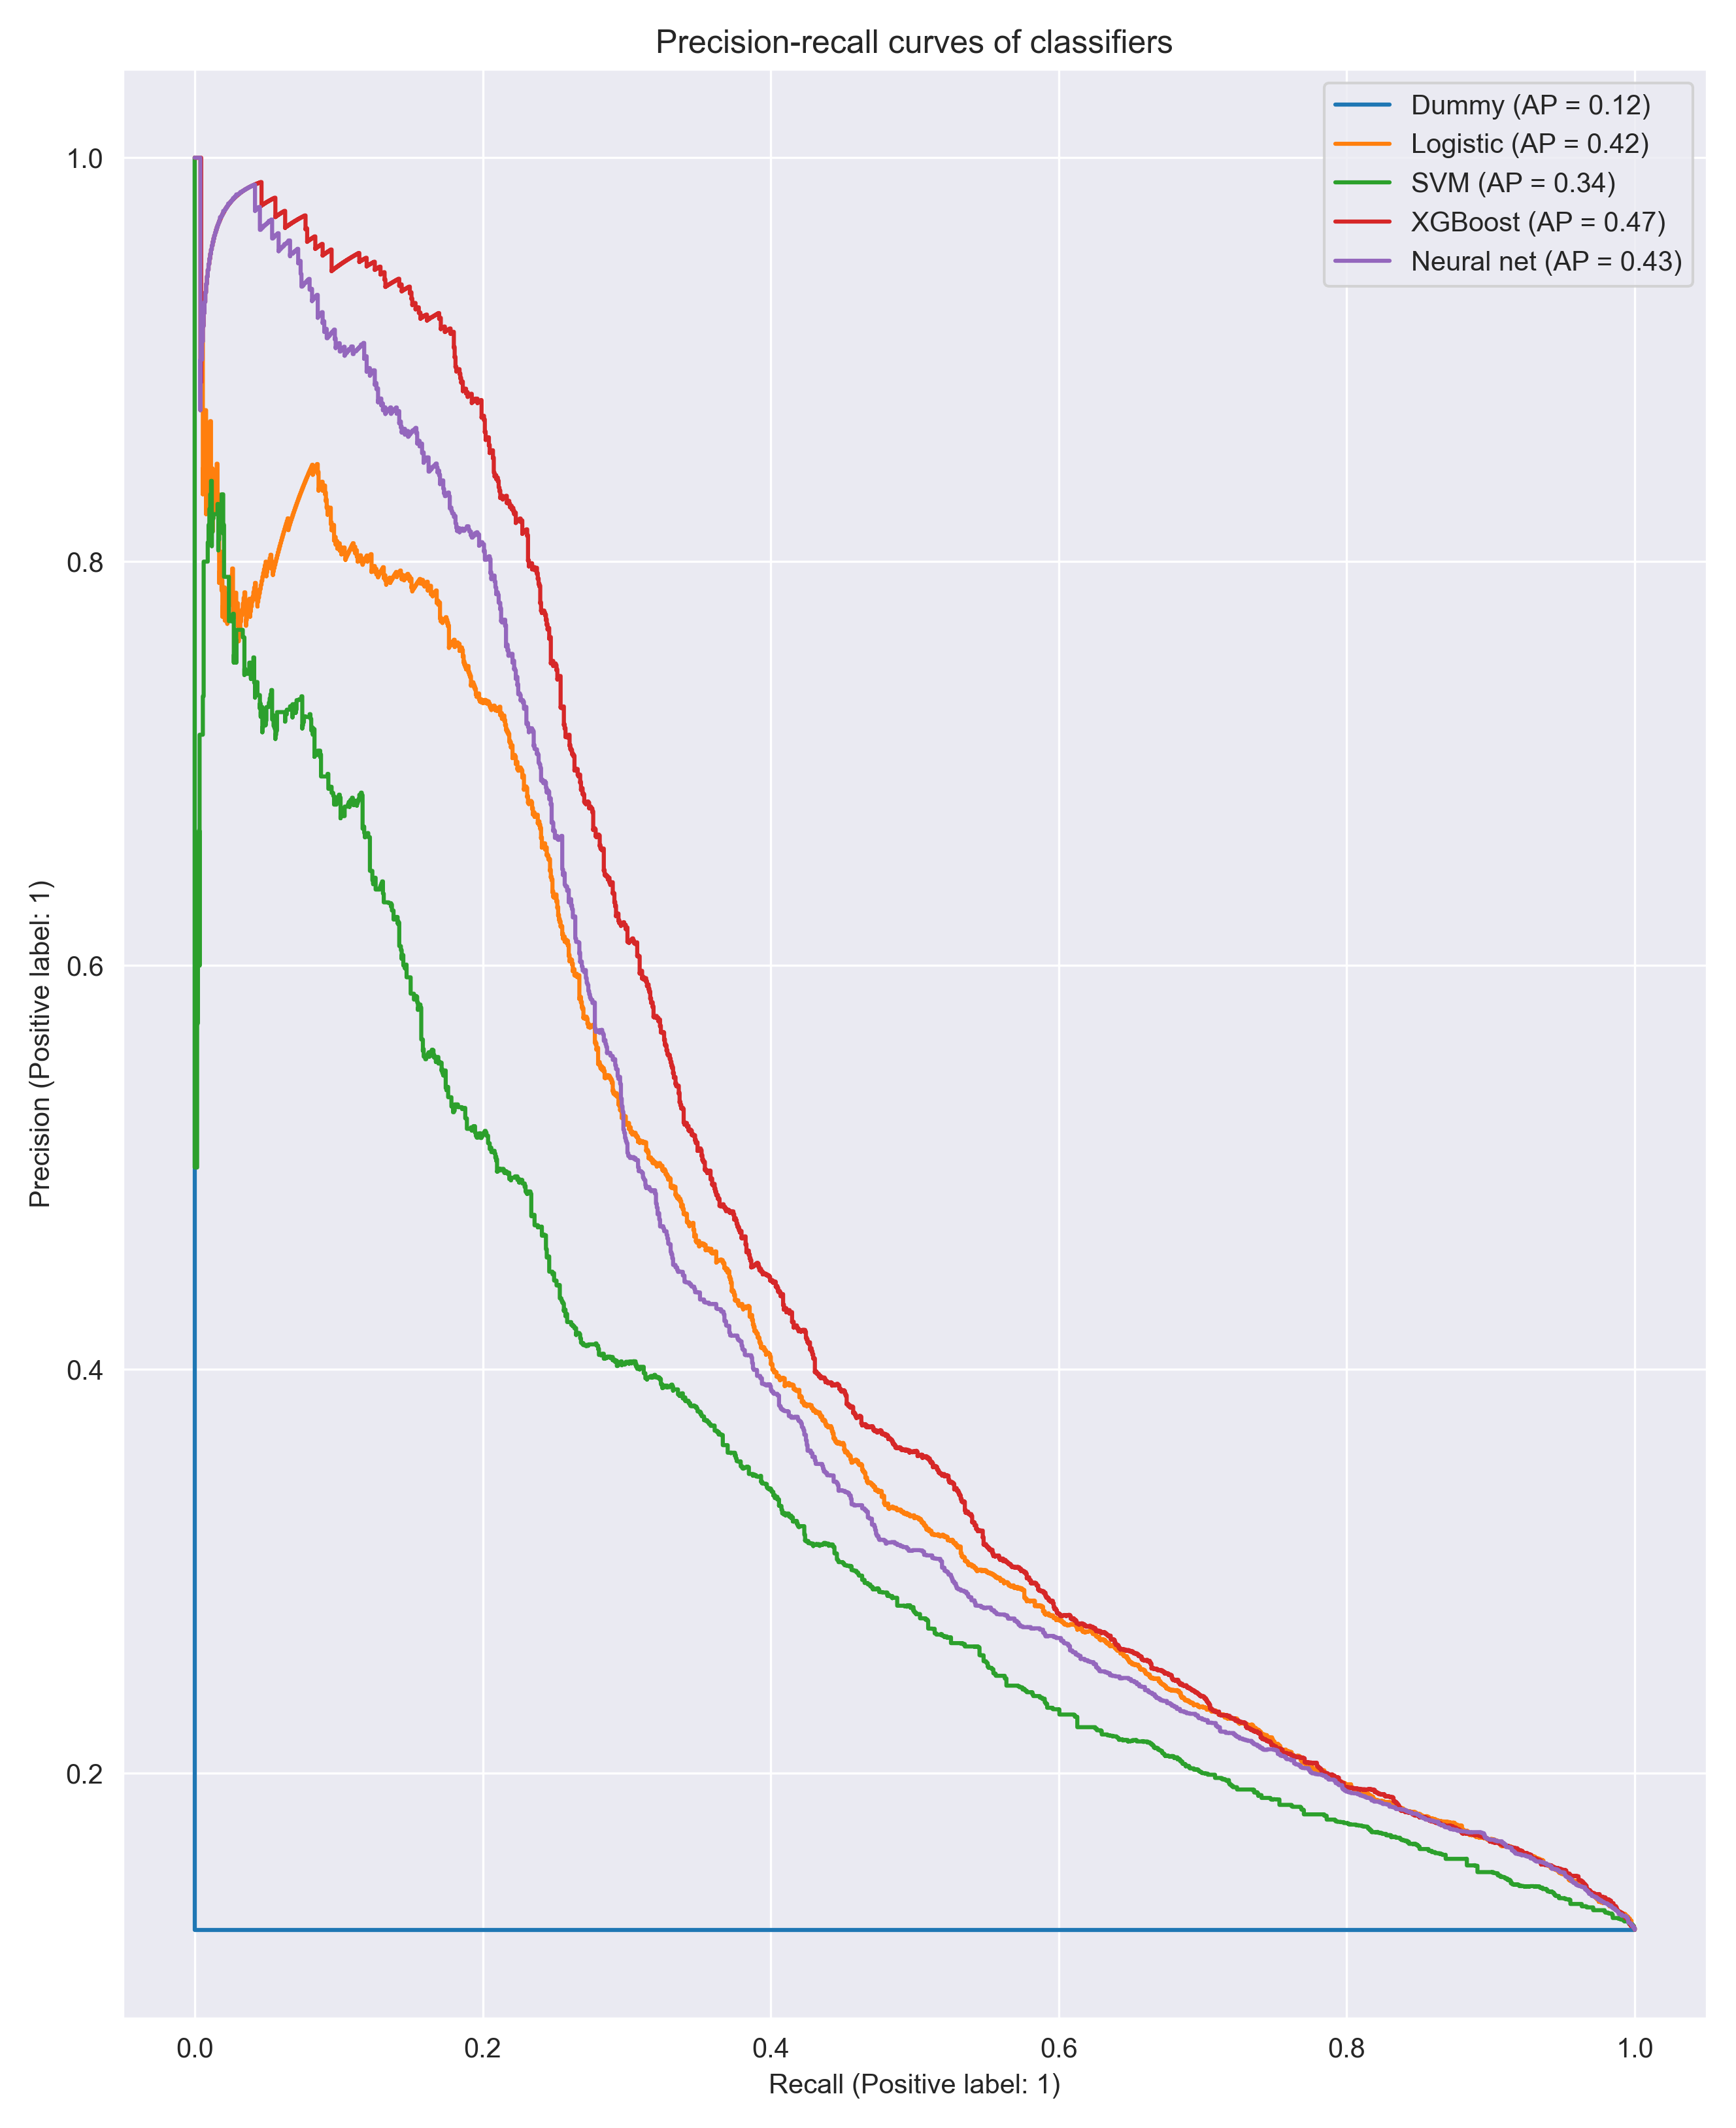 Precision-recall curves of classifiers
Dummy (AP = 0.12)
Logistic (AP = 0.42)
SVM (AP = 0.34)
XGBoost (AP = 0.47)
Neural net (AP = 0.43)
Precision (Positive label: 1)
1.0
0.8
0.6
0.4
0.2
0.0
0.2
0.4
0.6
0.8
1.0
Recall (Positive label: 1)